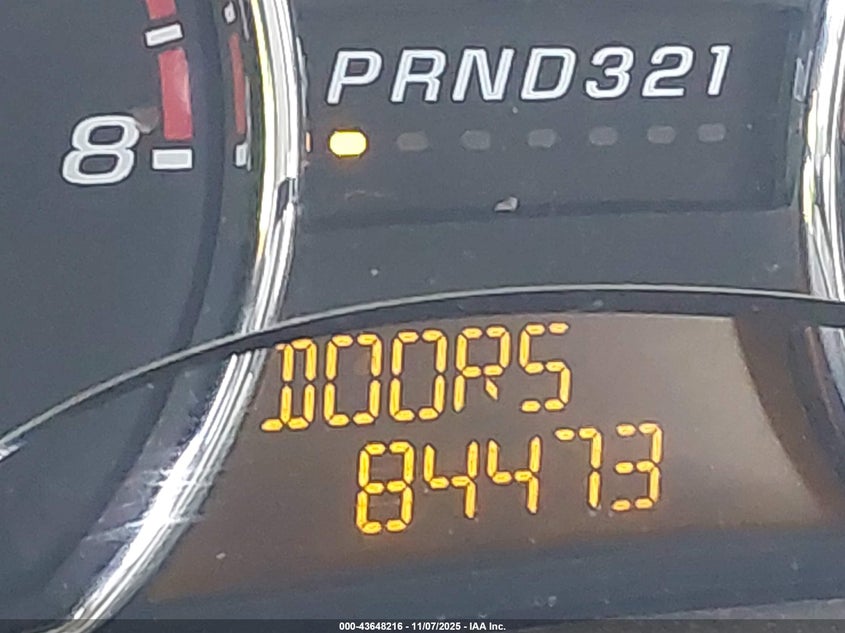 PRND321
8
DOORS
84473
000-43648216 - 11/07/2025 - IAA Inc.